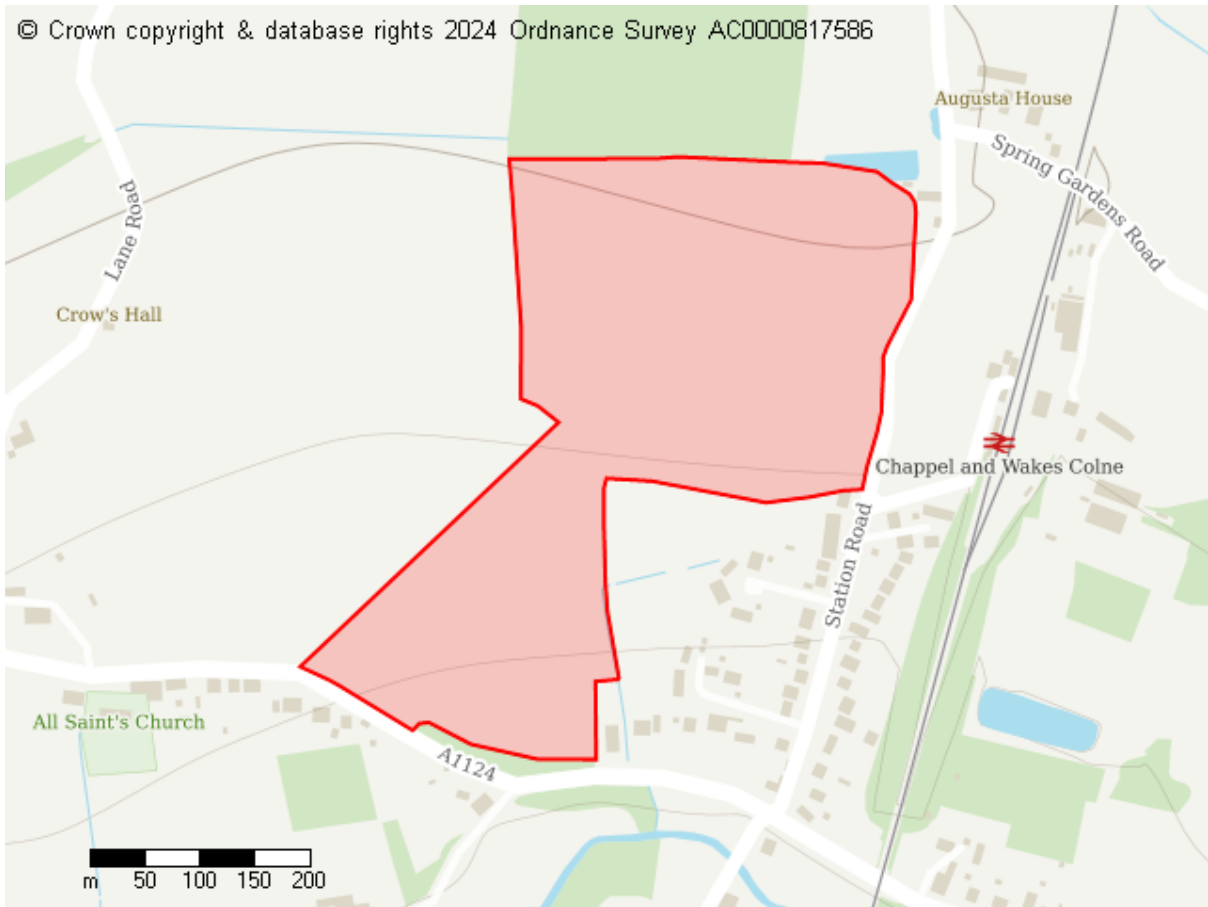 © Crown copyright & database rights 2024 Ordnance Survey AC0000817586
Augusta House
Spring Gardens Road
Lane Road
Crow's Hall
Chappel and Wakes Colne
Station Road
All Saint's Church
A1124
m 50 100 150 200